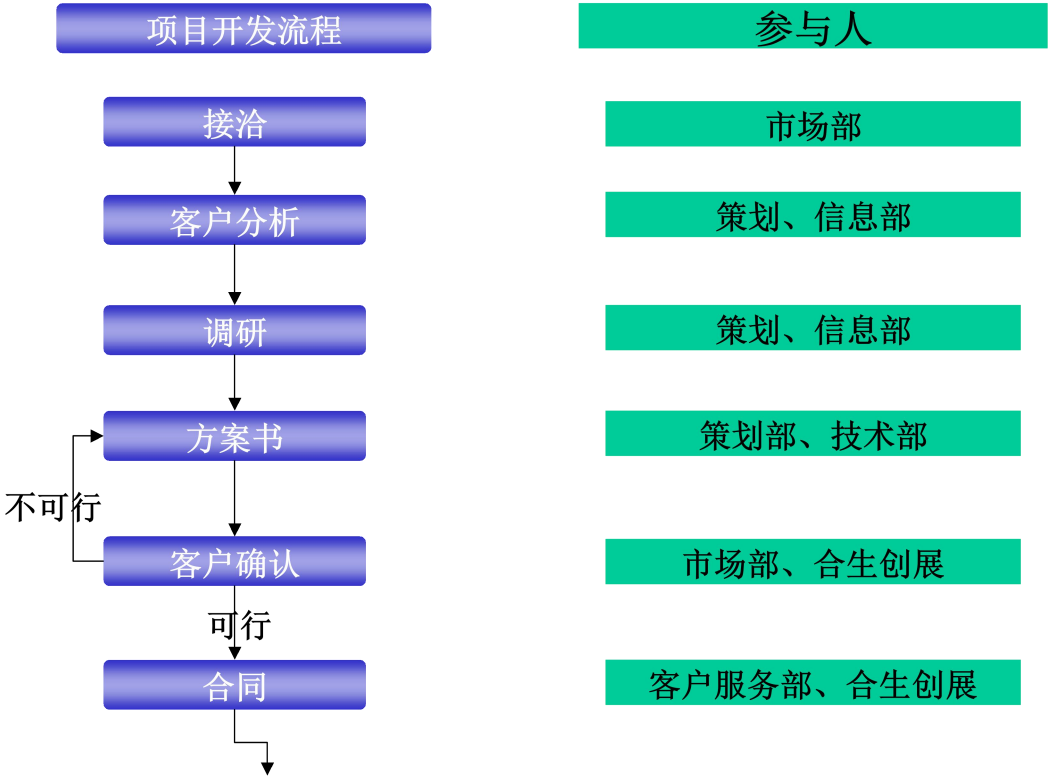 项目开发流程
参与人
接洽
市场部
客户分析
策划、信息部
调研
策划、信息部
方案书
策划部、技术部
不可行
客户确认
市场部、合生创展
可行
合同
客户服务部、合生创展